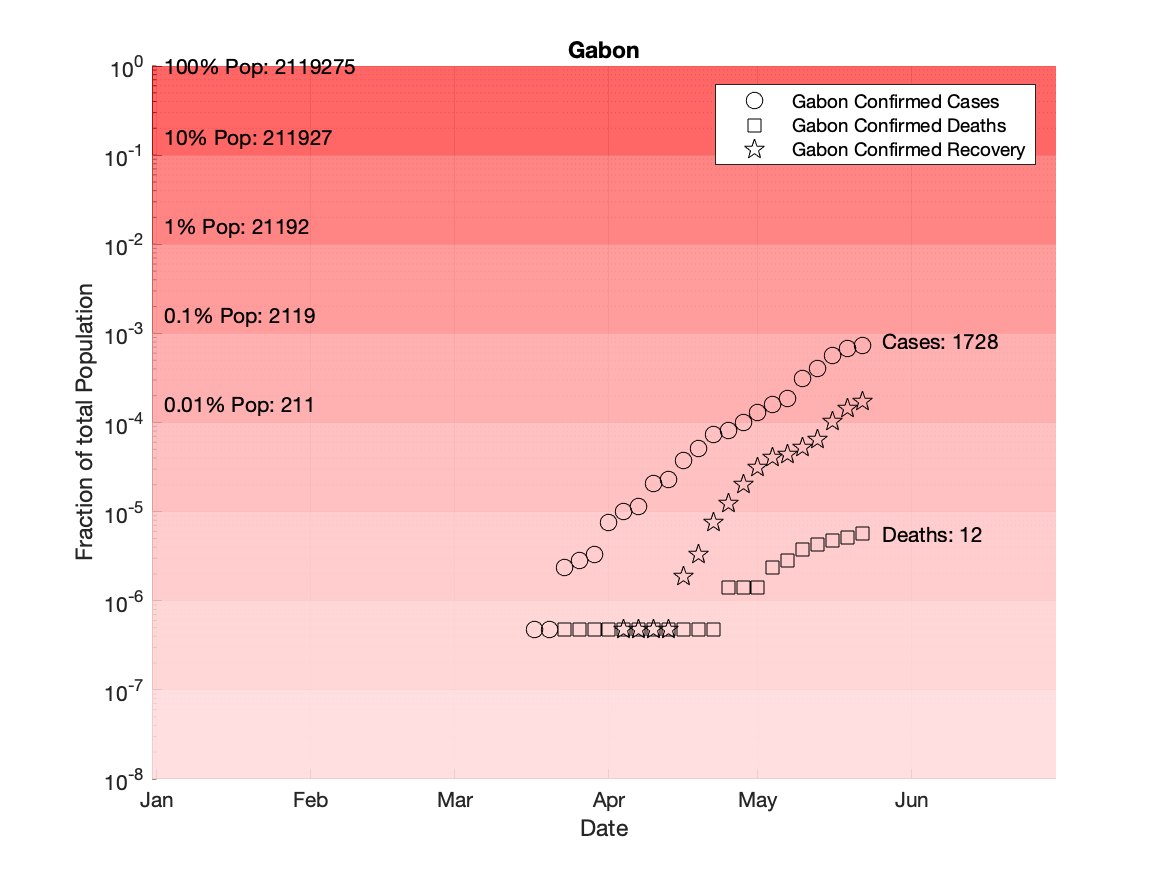 Gabon
10^0
100% Pop: 2119275
Gabon Confirmed Cases
Gabon Confirmed Deaths
Gabon Confirmed Recovery
10% Pop: 211927
10^-1
1% Pop: 21192
10^-2
0.1% Pop: 2119
10^-3
Cases: 1728
0.01% Pop: 211
10^-4
10^-5
Deaths: 12
10^-6
10^-7
10^-8
Fraction of total Population
Jan Feb Mar Apr May Jun
Date